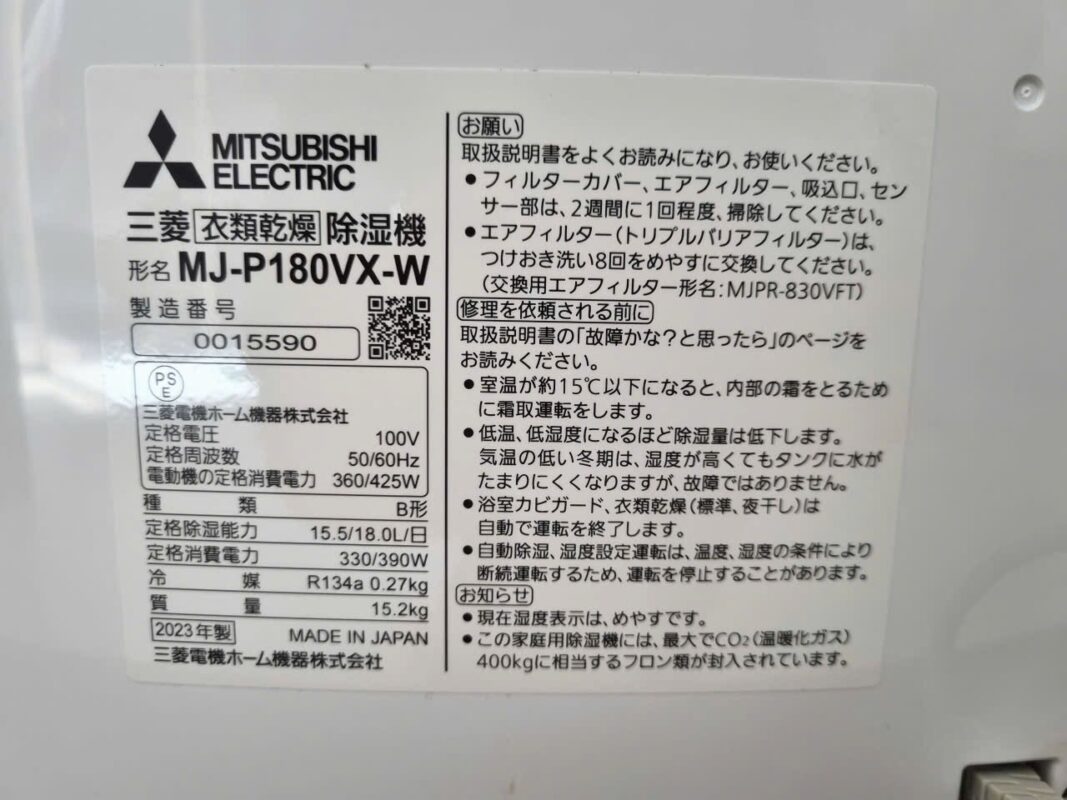 MITSUBISHI
ELECTRIC
三菱 衣類乾燥 除湿機
形名 MJ-P180VX-W
製造番号
0015590
PS
E
三菱電機ホーム機器株式会社
定格電圧 100V
定格周波数 50/60Hz
電動機の定格消費電力 360/425W
種類 B形
定格除湿能力 15.5/18.0L/日
定格消費電力 330/390W
冷媒 R134a 0.27kg
質量 15.2kg
2023年製 MADE IN JAPAN
三菱電機ホーム機器株式会社
お願い
取扱説明書をよくお読みになり、お使いください。
●フィルターカバー、エアフィルター、吸込口、セン
サー部は、2週間に1回程度、掃除してください。
●エアフィルター(トリプルバリアフィルター)は、
つけおき洗い8回をめやすに交換してください。
(交換用エアフィルター形名:MJPR-830VFT)
修理を依頼される前に
取扱説明書の「故障かな?と思ったら」のページを
お読みください。
●室温が約15℃以下になると、内部の霜をとるため
に霜取運転をします。
●低温、低湿度になるほど除湿量は低下します。
気温の低い冬期は、湿度が高くてもタンクに水が
たまりにくくなりますが、故障ではありません。
●浴室カビガード、衣類乾燥(標準、夜干し)は
自動で運転を終了します。
●自動除湿、湿度設定運転は、温度、湿度の条件により
断続運転するため、運転を停止することがあります。
お知らせ
●現在湿度表示は、めやすです。
●この家庭用除湿機には、最大でCO₂(温暖化ガス)
400kgに相当するフロン類が封入されています。